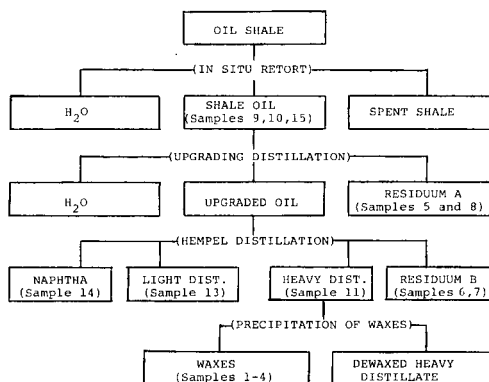 OIL SHALE
(IN SITU RETORT)
H2O
SHALE OIL
(Samples 9,10,15)
SPENT SHALE
(UPGRADING DISTILLATION)
H2O
UPGRADED OIL
RESIDUUM A
(Samples 5 and 8)
(HEMPEL DISTILLATION)
NAPHTHA
(Sample 14)
LIGHT DIST.
(Sample 13)
HEAVY DIST.
(Sample 11)
RESIDUUM B
(Samples 6,7)
(PRECIPITATION OF WAXES)
WAXES
(Samples 1-4)
DEWAXED HEAVY
DISTILLATE